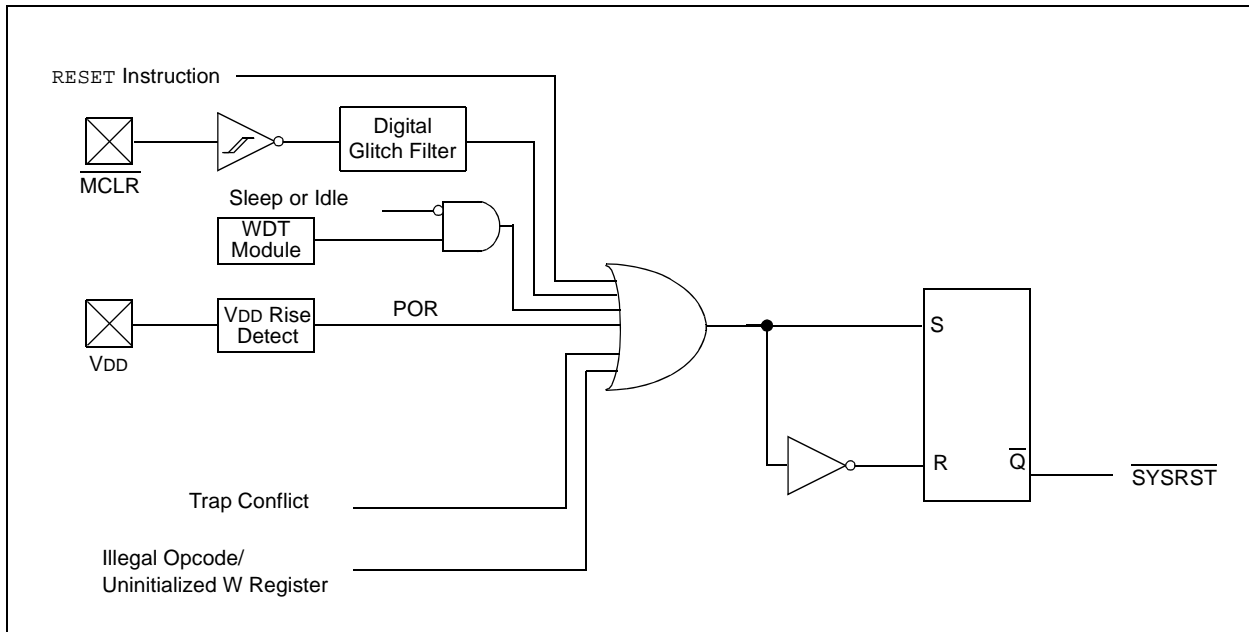 RESET Instruction
Digital
Glitch Filter
MCLR
Sleep or Idle
WDT
Module
VDD Rise
Detect
POR
VDD
S
R
Q
SYSRST
Trap Conflict
Illegal Opcode/
Uninitialized W Register